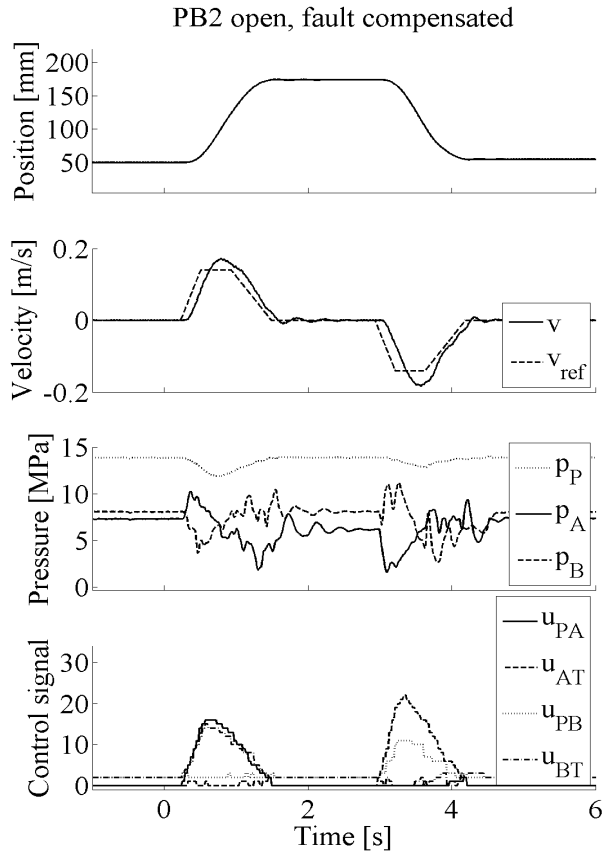 PB2 open, fault compensated
Position [mm]
200
150
100
50
Velocity [m/s]
0.2
0
-0.2
v
v_ref
Pressure [MPa]
15
10
5
0
p_P
p_A
p_B
Control signal
30
20
10
0
u_PA
u_AT
u_PB
u_BT
0 2 4 6
Time [s]